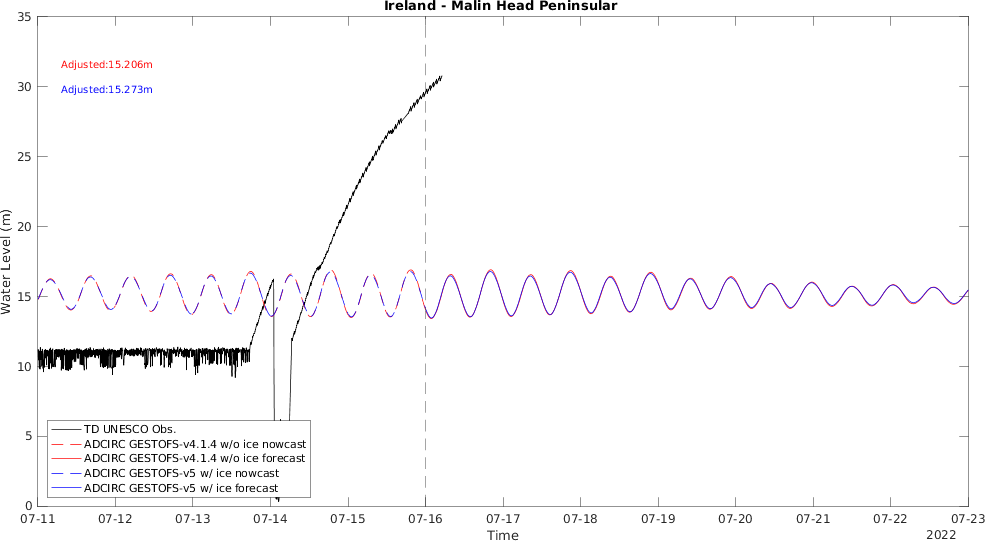 Ireland - Malin Head Peninsular
35
30
25
20
15
10
5
0
Water Level (m)
Adjusted:15.206m
Adjusted:15.273m
TD UNESCO Obs.
ADCIRC GESTOFS-v4.1.4 w/o ice nowcast
ADCIRC GESTOFS-v4.1.4 w/o ice forecast
ADCIRC GESTOFS-v5 w/ ice nowcast
ADCIRC GESTOFS-v5 w/ ice forecast
07-11 07-12 07-13 07-14 07-15 07-16 07-17 07-18 07-19 07-20 07-21 07-22 07-23
Time
2022